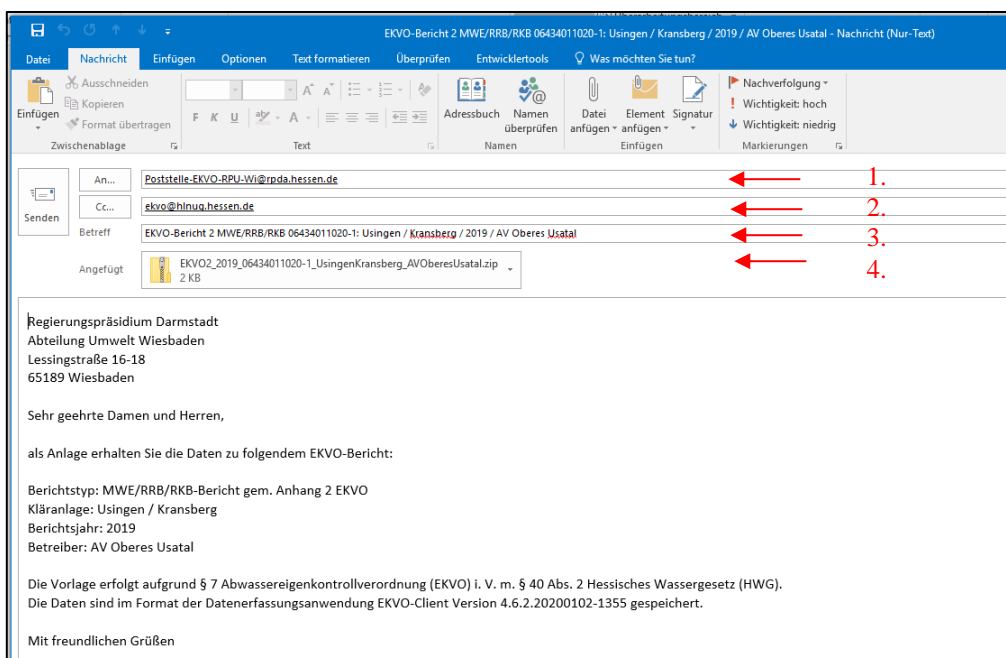 EKVO-Bericht 2 MWE/RRB/RKB 06434011020-1: Usingen / Kransberg / 2019 / AV Oberes Usatal - Nachricht (Nur-Text)
Datei Nachricht Einfügen Optionen Text formatieren Überprüfen Entwicklertools Was möchten Sie tun?
Einfügen
Ausschneiden
Kopieren
Format übertragen
Zwischenablage
F K U
Text
Adressbuch
Namen überprüfen
Namen
Datei anfügen
Element anfügen
Signatur
Einfügen
Nachverfolgung
Wichtigkeit: hoch
Wichtigkeit: niedrig
Markierungen
Senden
An... Poststelle-EKVO-RPU-Wi@rpda.hessen.de 1.
Cc... ekvo@hlnug.hessen.de 2.
Betreff EKVO-Bericht 2 MWE/RRB/RKB 06434011020-1: Usingen / Kransberg / 2019 / AV Oberes Usatal 3.
Angefügt EKVO2_2019_06434011020-1_UsingenKransberg_AVOberesUsatal.zip 4.
2 KB
Regierungspräsidium Darmstadt
Abteilung Umwelt Wiesbaden
Lessingstraße 16-18
65189 Wiesbaden
Sehr geehrte Damen und Herren,
als Anlage erhalten Sie die Daten zu folgendem EKVO-Bericht:
Berichtstyp: MWE/RRB/RKB-Bericht gem. Anhang 2 EKVO
Kläranlage: Usingen / Kransberg
Berichtsjahr: 2019
Betreiber: AV Oberes Usatal
Die Vorlage erfolgt aufgrund § 7 Abwassereigenkontrollverordnung (EKVO) i. V. m. § 40 Abs. 2 Hessisches Wassergesetz (HWG).
Die Daten sind im Format der Datenerfassungsanwendung EKVO-Client Version 4.6.2.20200102-1355 gespeichert.
Mit freundlichen Grüßen